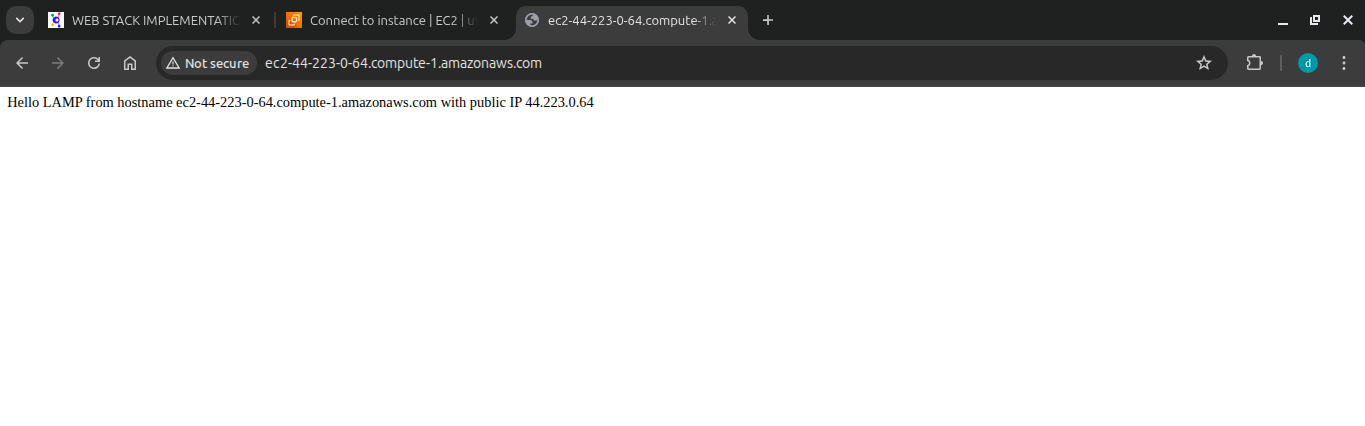 WEB STACK IMPLEMENTATIO
Connect to instance | EC2 | u
ec2-44-223-0-64.compute-1.a
Not secure
ec2-44-223-0-64.compute-1.amazonaws.com
d
Hello LAMP from hostname ec2-44-223-0-64.compute-1.amazonaws.com with public IP 44.223.0.64